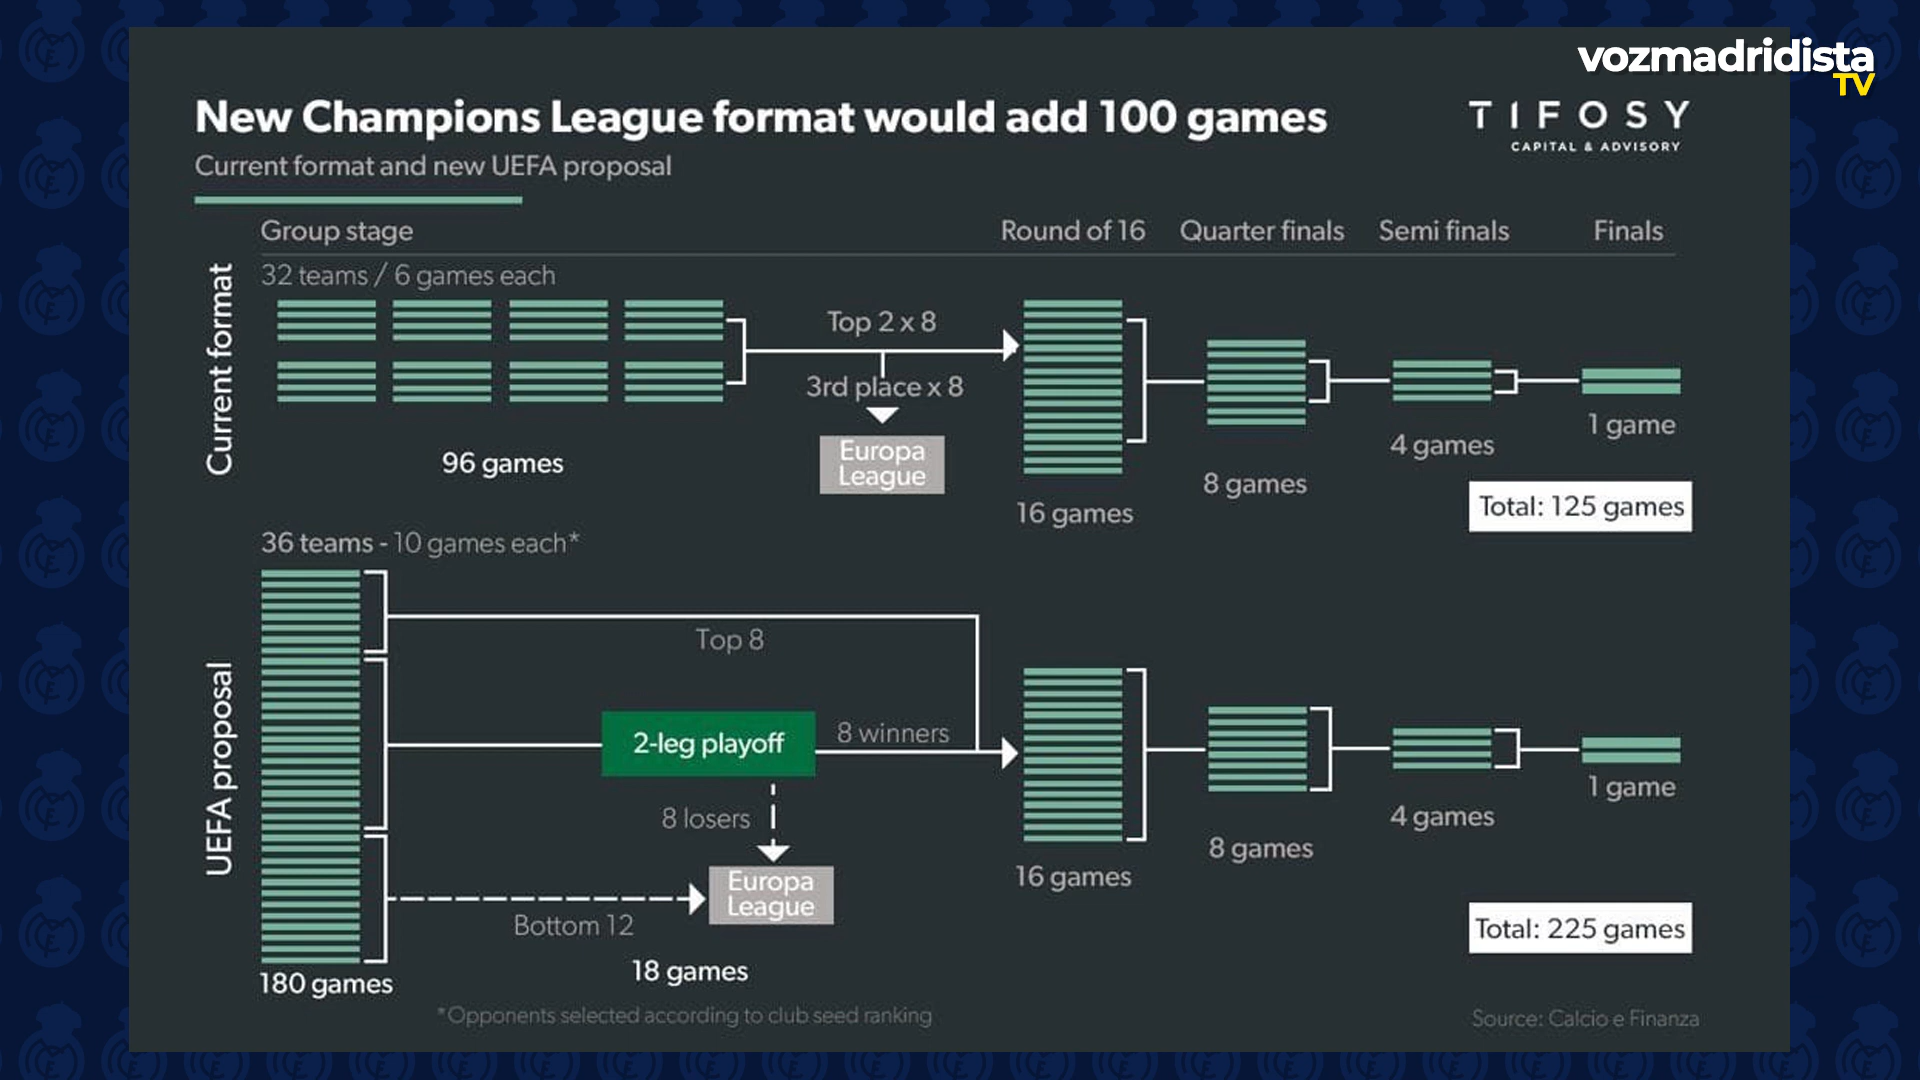 vozmadridista
TV
New Champions League format would add 100 games
TIFOSY
CAPITAL & ADVISORY
Current format and new UEFA proposal
Group stage
Round of 16
Quarter finals
Semi finals
Finals
Current format
32 teams / 6 games each
Top 2 x 8
3rd place x 8
Europa
League
96 games
16 games
8 games
4 games
1 game
Total: 125 games
UEFA proposal
36 teams - 10 games each*
Top 8
2-leg playoff
8 winners
8 losers
Europa
League
Bottom 12
180 games
18 games
16 games
8 games
4 games
1 game
Total: 225 games
*Opponents selected according to club seed ranking
Source: Calcio e Finanza